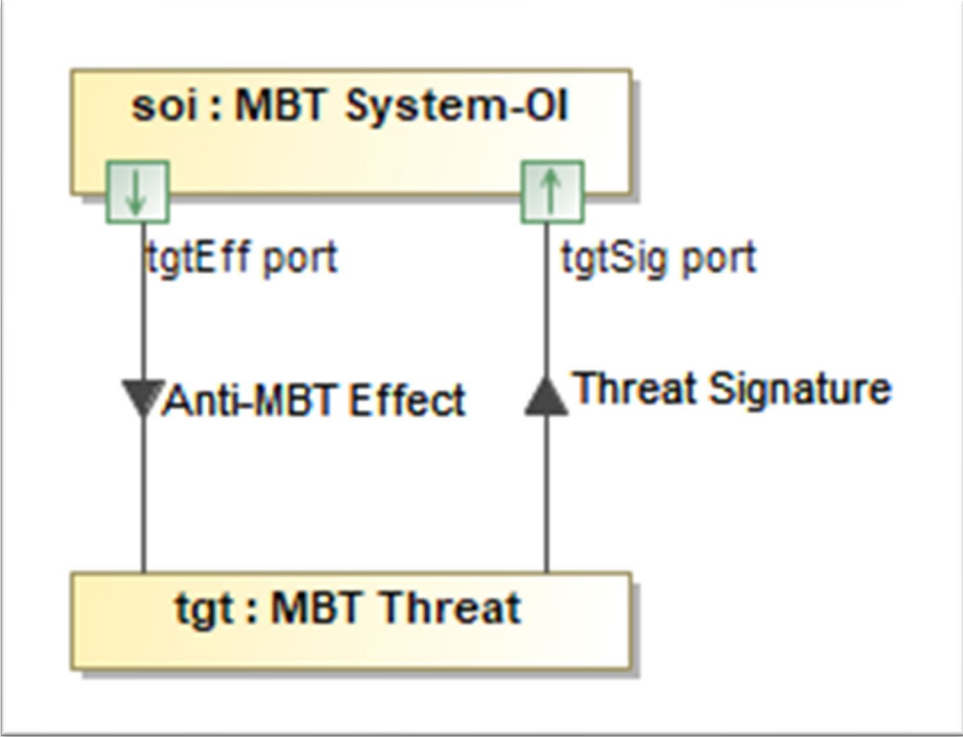 soi : MBT System-OI
tgtEff port
tgtSig port
Anti-MBT Effect
Threat Signature
tgt : MBT Threat